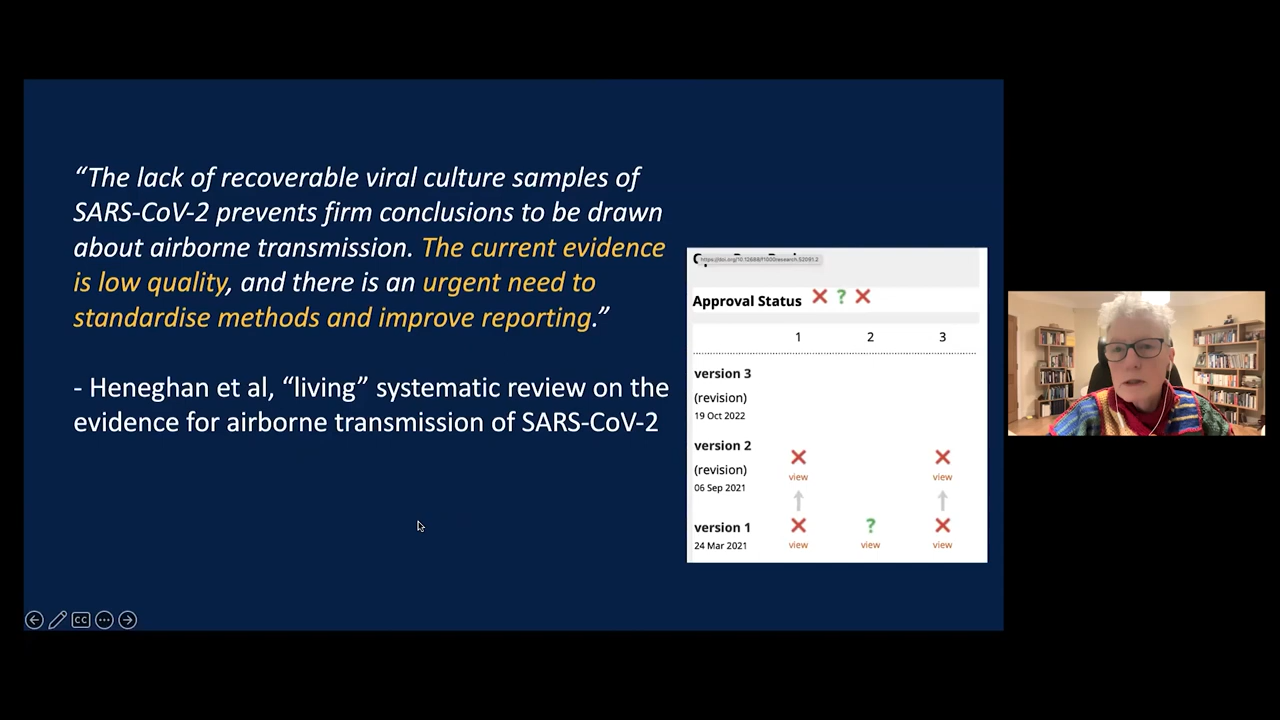 “The lack of recoverable viral culture samples of
SARS-CoV-2 prevents firm conclusions to be drawn
about airborne transmission. The current evidence
is low quality, and there is an urgent need to
standardise methods and improve reporting.”
- Heneghan et al, “living” systematic review on the
evidence for airborne transmission of SARS-CoV-2
Approval Status ? 
1 2 3
version 3
(revision)
19 Oct 2022
version 2
(revision)
06 Sep 2021
view view
version 1 ?
24 Mar 2021 view view view
CC